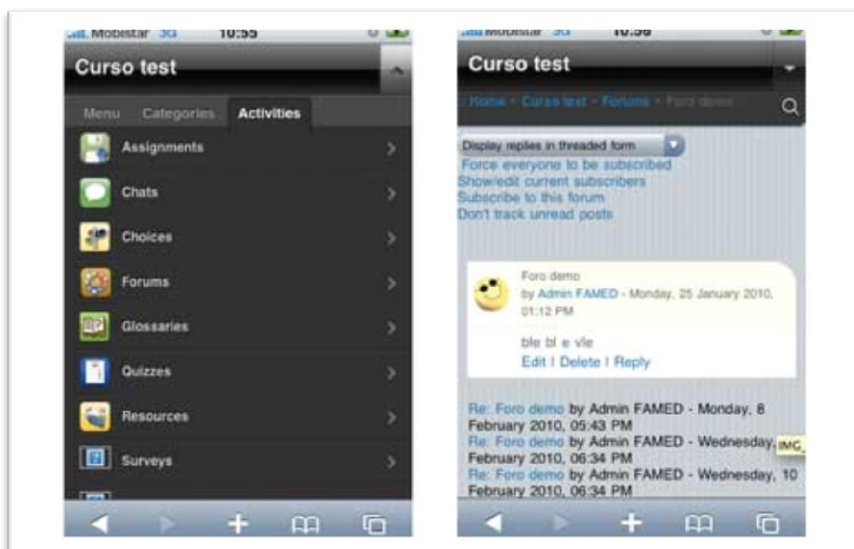 Mobistar 3G 10:55
Curso test
Menu Categories Activities
Assignments
Chats
Choices
Forums
Glossaries
Quizzes
Resources
Surveys
Mobistar 3G 10:56
Curso test
Home • Curso test • Forums • Foro demo
Display replies in threaded form
Force everyone to be subscribed
Show/edit current subscribers
Subscribe to this forum
Don't track unread posts
Foro demo
by Admin FAMED - Monday, 25 January 2010,
01:12 PM
ble bl e vle
Edit | Delete | Reply
Re: Foro demo by Admin FAMED - Monday, 8
February 2010, 05:43 PM
Re: Foro demo by Admin FAMED - Wednesday,
IMG_
February 2010, 06:34 PM
Re: Foro demo by Admin FAMED - Wednesday, 10
February 2010, 06:34 PM